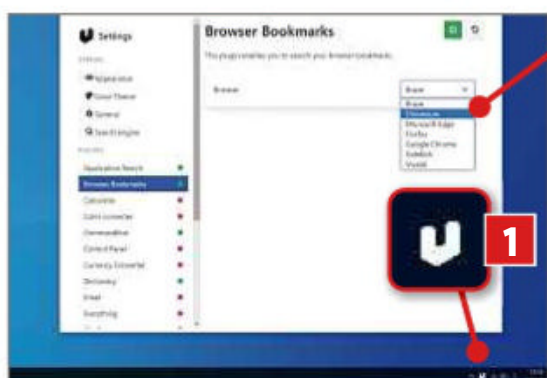 Settings
Appearance
Color Theme
General
Search Engine
Application Search
Browser Bookmarks
Calculator
Color Converter
Commandline
Control Panel
Currency Converter
Dictionary
Email
Everything
Browser Bookmarks
This plugin enables you to search your browser bookmarks.
Browser
Brave
Brave
Chromium
Microsoft Edge
Firefox
Google Chrome
Sidekick
Vivaldi
1